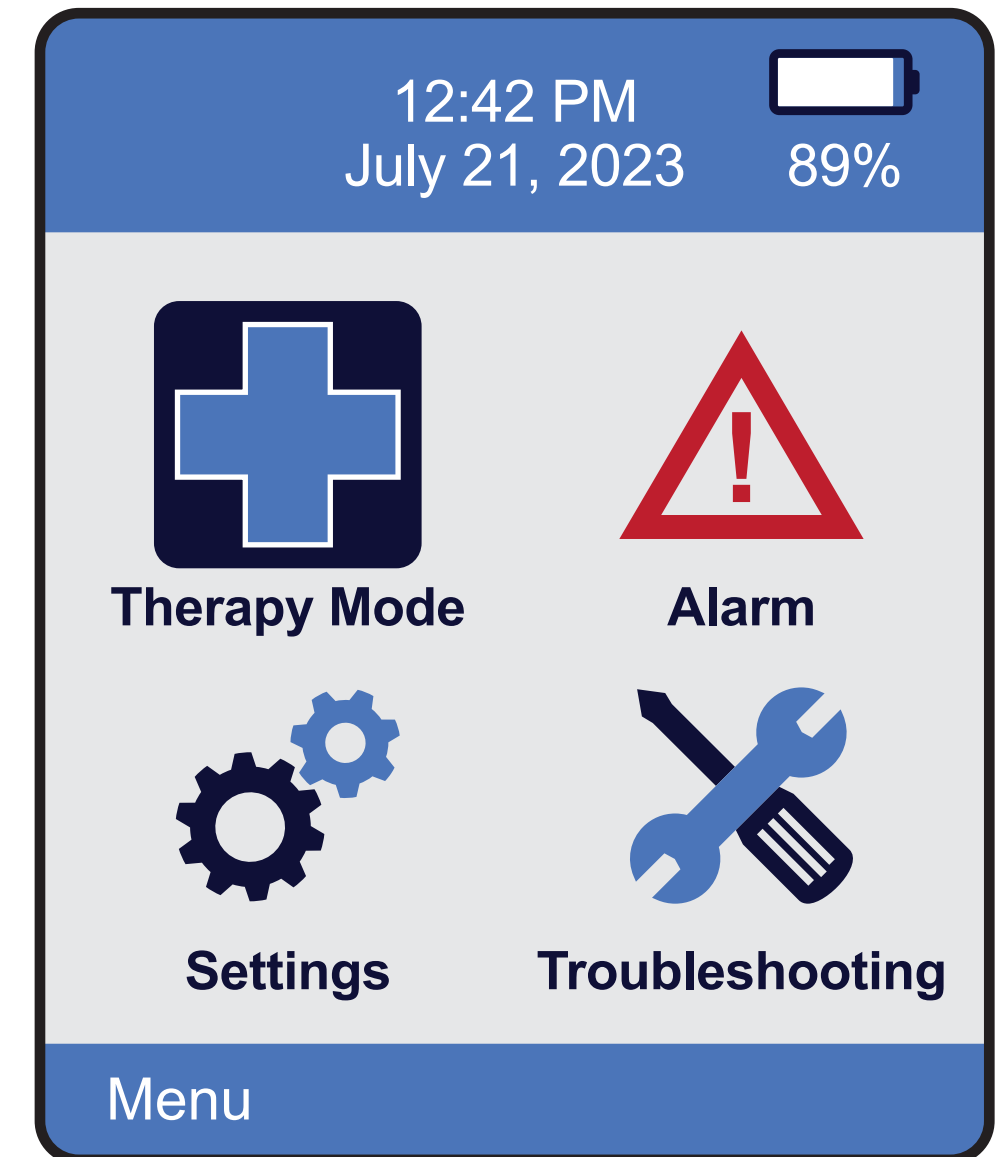 12:42 PM
July 21, 2023
89%
Therapy Mode
Alarm
Settings
Troubleshooting
Menu